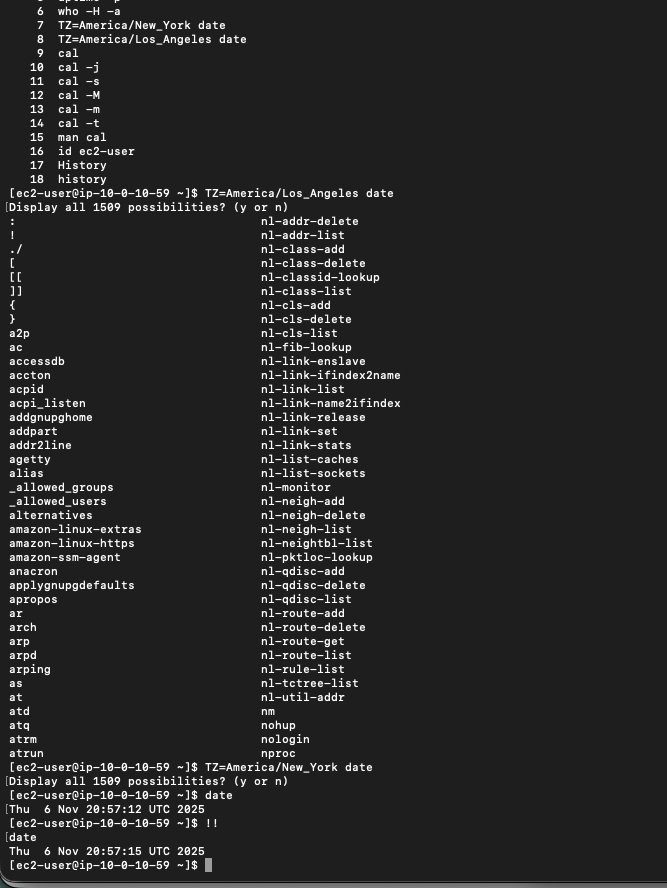 6 who -H -a
7 TZ=America/New_York date
8 TZ=America/Los_Angeles date
9 cal
10 cal -j
11 cal -s
12 cal -M
13 cal -m
14 cal -t
15 man cal
16 id ec2-user
17 History
18 history
[ec2-user@ip-10-0-10-59 ~]$ TZ=America/Los_Angeles date
[Display all 1509 possibilities? (y or n)
: nl-addr-delete
! nl-addr-list
./ nl-class-add
[ nl-class-delete
[[ nl-classid-lookup
]] nl-class-list
{ nl-cls-add
} nl-cls-delete
a2p nl-cls-list
ac nl-fib-lookup
accessdb nl-link-enslave
accton nl-link-ifindex2name
acpid nl-link-list
acpi_listen nl-link-name2ifindex
addgnupghome nl-link-release
addpart nl-link-set
addr2line nl-link-stats
agetty nl-list-caches
alias nl-list-sockets
_allowed_groups nl-monitor
_allowed_users nl-neigh-add
alternatives nl-neigh-delete
amazon-linux-extras nl-neigh-list
amazon-linux-https nl-neightbl-list
amazon-ssm-agent nl-pktloc-lookup
anacron nl-qdisc-add
applygnupgdefaults nl-qdisc-delete
apropos nl-qdisc-list
ar nl-route-add
arch nl-route-delete
arp nl-route-get
arpd nl-route-list
arping nl-rule-list
as nl-tctree-list
at nl-util-addr
atd nm
atq nohup
atrm nologin
atrun nproc
[ec2-user@ip-10-0-10-59 ~]$ TZ=America/New_York date
[Display all 1509 possibilities? (y or n)
[ec2-user@ip-10-0-10-59 ~]$ date
[Thu  6 Nov 20:57:12 UTC 2025
[ec2-user@ip-10-0-10-59 ~]$ !!
[date
Thu  6 Nov 20:57:15 UTC 2025
[ec2-user@ip-10-0-10-59 ~]$